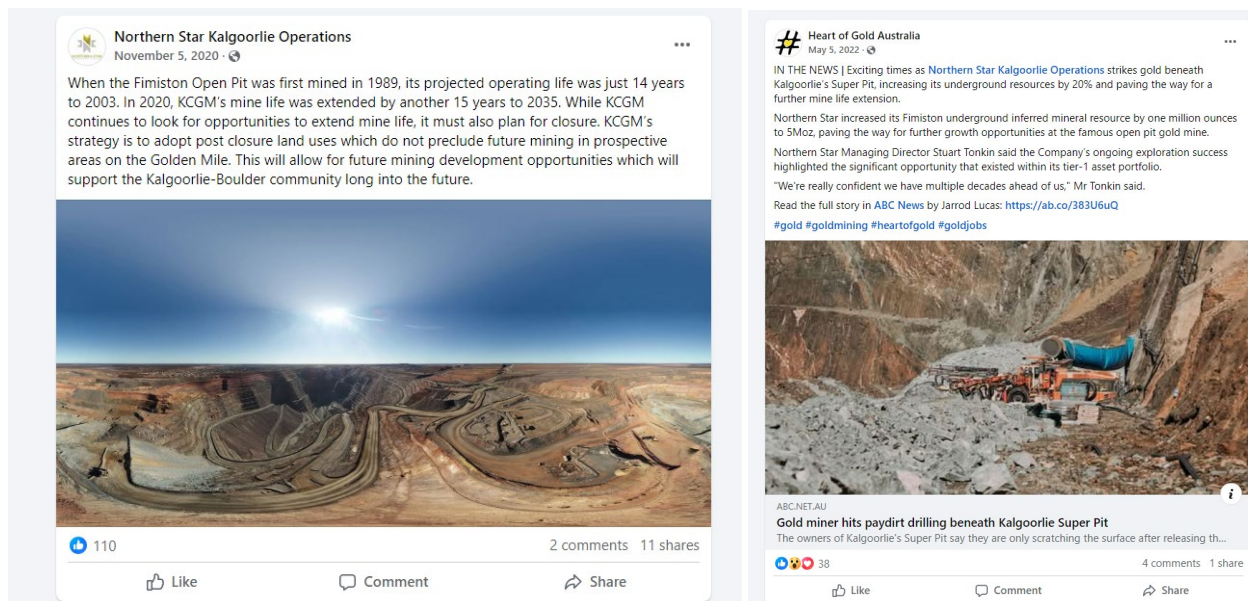 Northern Star Kalgoorlie Operations
November 5, 2020 ·
When the Fimiston Open Pit was first mined in 1989, its projected operating life was just 14 years
to 2003. In 2020, KCGM's mine life was extended by another 15 years to 2035. While KCGM
continues to look for opportunities to extend mine life, it must also plan for closure. KCGM's
strategy is to adopt post closure land uses which do not preclude future mining in prospective
areas on the Golden Mile. This will allow for future mining development opportunities which will
support the Kalgoorlie-Boulder community long into the future.
110
2 comments 11 shares
Like Comment Share
Heart of Gold Australia
May 5, 2022 ·
IN THE NEWS | Exciting times as Northern Star Kalgoorlie Operations strikes gold beneath
Kalgoorlie's Super Pit, increasing its underground resources by 20% and paving the way for a
further mine life extension.
Northern Star increased its Fimiston underground inferred mineral resource by one million ounces
to 5Moz, paving the way for further growth opportunities at the famous open pit gold mine.
Northern Star Managing Director Stuart Tonkin said the Company's ongoing exploration success
highlighted the significant opportunity that existed within its tier-1 asset portfolio.
"We're really confident we have multiple decades ahead of us," Mr Tonkin said.
Read the full story in ABC News by Jarrod Lucas: https://ab.co/383U6uQ
#gold #goldmining #heartofgold #goldjobs
ABC.NET.AU
Gold miner hits paydirt drilling beneath Kalgoorlie Super Pit
The owners of Kalgoorlie's Super Pit say they are only scratching the surface after releasing th...
38
4 comments 1 share
Like Comment Share